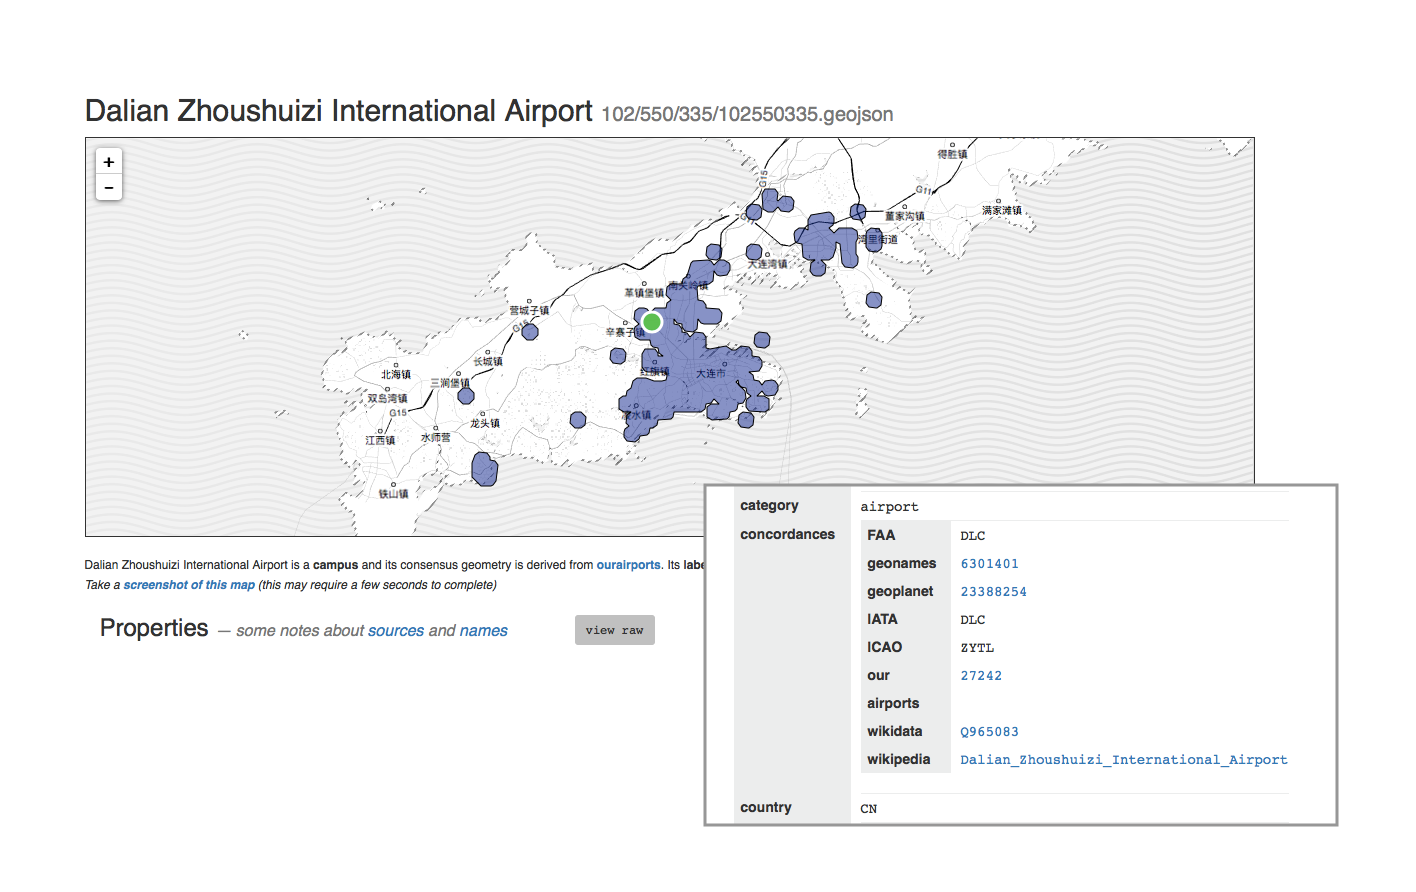 Dalian Zhoushuizi International Airport 102/550/335/102550335.geojson
+
−
得胜镇
G15
G11
满家滩镇
董家沟镇
湾里街道
大连湾镇
南关岭镇
革镇堡镇
营城子镇
G15
辛寨子镇
长城镇
红旗镇
大连市
北海镇
三涧堡镇
双岛湾镇
G15
凌水镇
龙头镇
江西镇
水师营
铁山镇
Dalian Zhoushuizi International Airport is a campus and its consensus geometry is derived from ourairports. Its labe
Take a screenshot of this map (this may require a few seconds to complete)
Properties — some notes about sources and names
view raw
category airport
concordances FAA DLC
geonames 6301401
geoplanet 23388254
IATA DLC
ICAO ZYTL
our 27242
airports
wikidata Q965083
wikipedia Dalian_Zhoushuizi_International_Airport
country CN